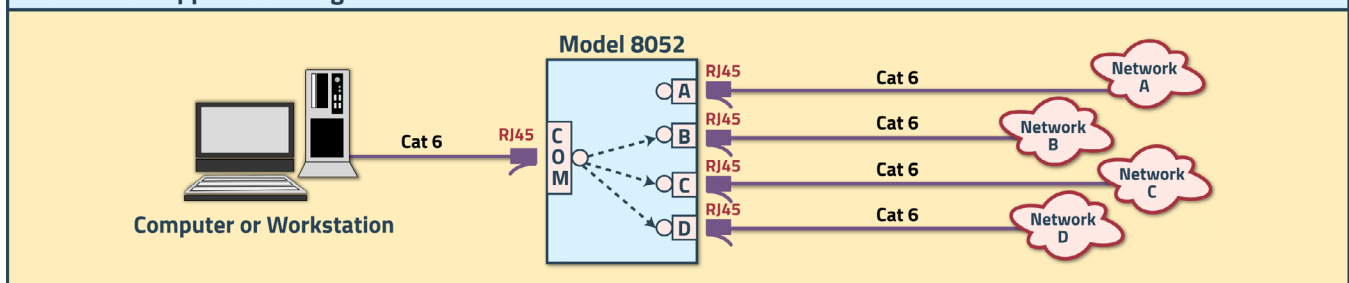 Model 8052
RJ45
A
Cat 6
Network
A
RJ45
B
Cat 6
Network
B
Cat 6
RJ45
C
O
M
RJ45
C
Cat 6
Network
C
RJ45
D
Cat 6
Network
D
Computer or Workstation